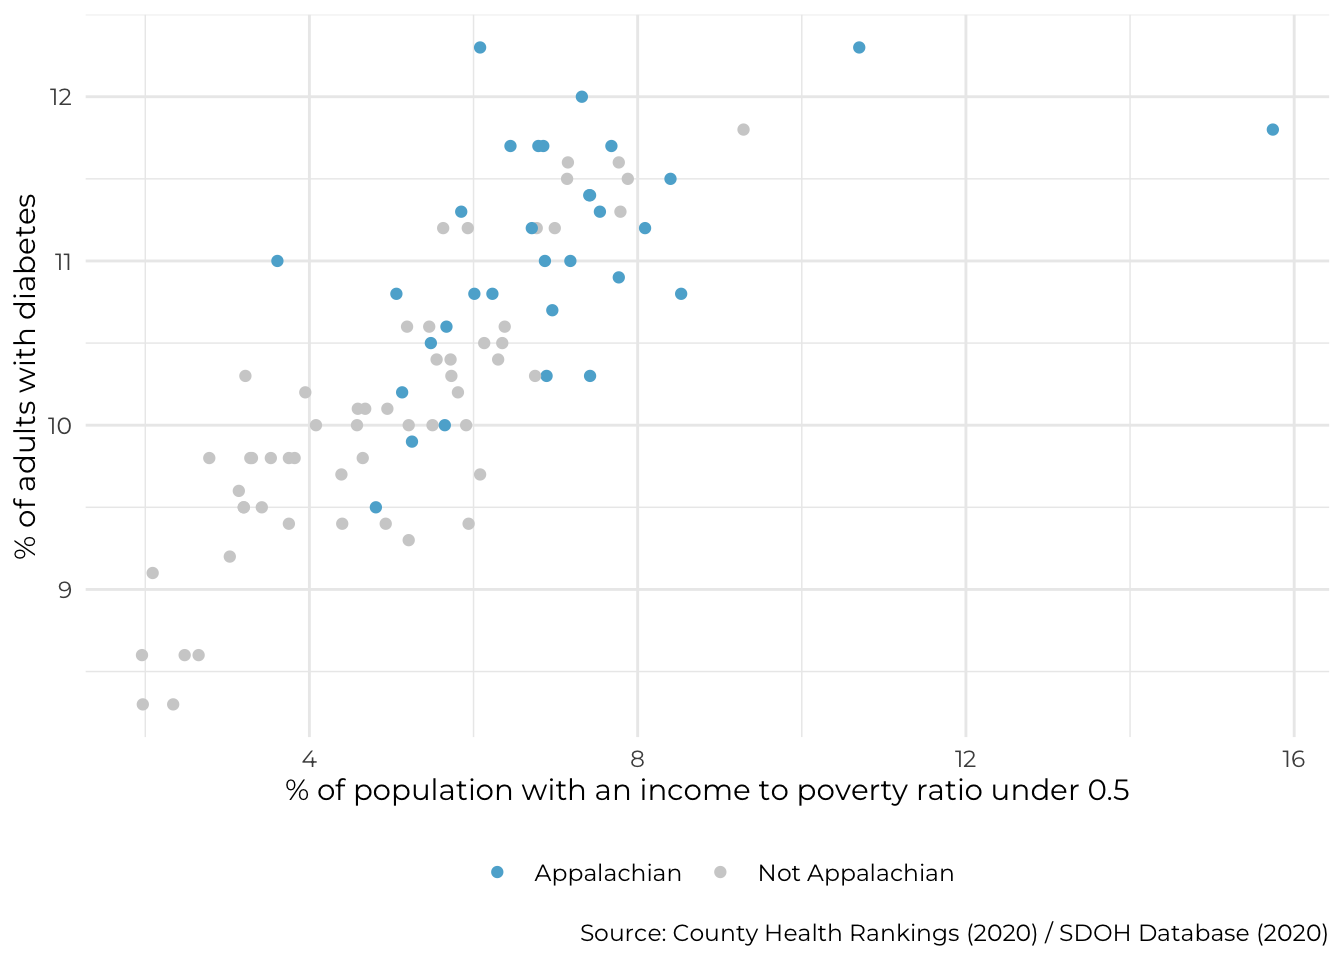 12
11
10
9
% of adults with diabetes
4 8 12 16
% of population with an income to poverty ratio under 0.5
Appalachian Not Appalachian
Source: County Health Rankings (2020) / SDOH Database (2020)